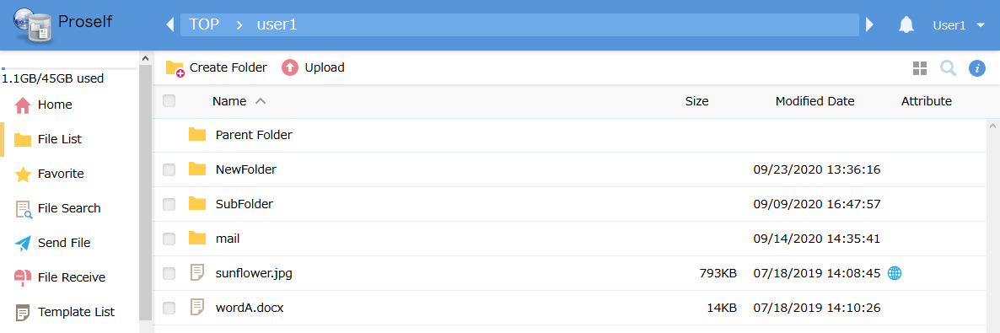 Proself
TOP > user1
User1
1.1GB/45GB used
Home
File List
Favorite
File Search
Send File
File Receive
Template List
Create Folder Upload
Name Size Modified Date Attribute
Parent Folder
NewFolder 09/23/2020 13:36:16
SubFolder 09/09/2020 16:47:57
mail 09/14/2020 14:35:41
sunflower.jpg 793KB 07/18/2019 14:08:45
wordA.docx 14KB 07/18/2019 14:10:26